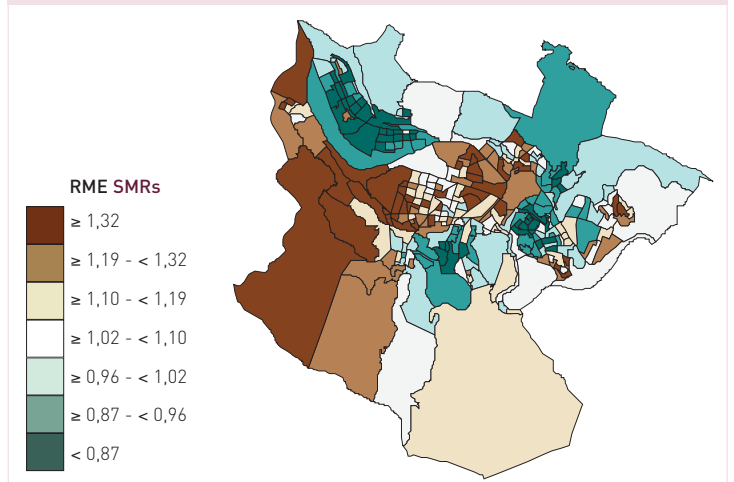 RME SMRs
≥ 1,32
≥ 1,19 - < 1,32
≥ 1,10 - < 1,19
≥ 1,02 - < 1,10
≥ 0,96 - < 1,02
≥ 0,87 - < 0,96
< 0,87